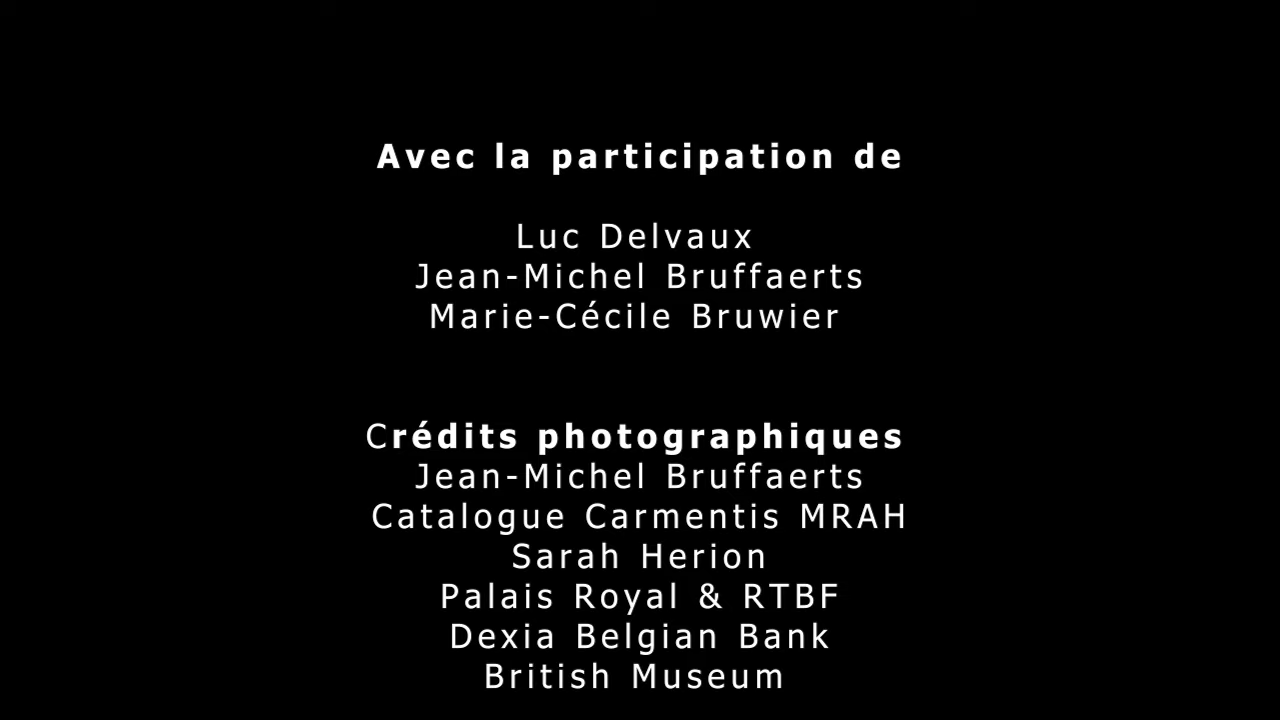 Avec la participation de
Luc Delvaux
Jean-Michel Bruffaerts
Marie-Cécile Bruwier
Crédits photographiques
Jean-Michel Bruffaerts
Catalogue Carmentis MRAH
Sarah Herion
Palais Royal & RTBF
Dexia Belgian Bank
British Museum